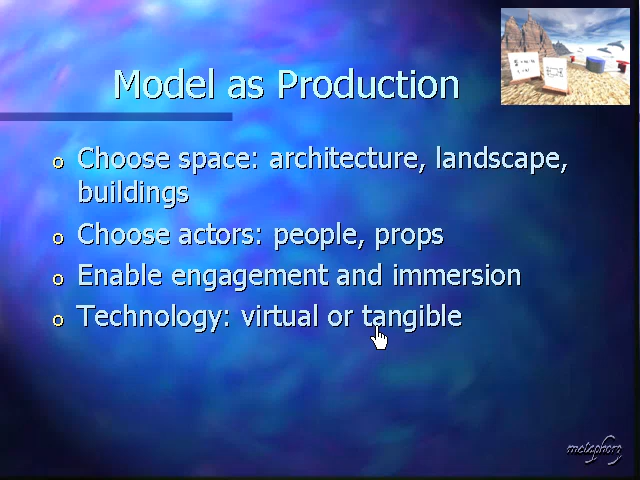 Model as Production
o Choose space: architecture, landscape,
buildings
o Choose actors: people, props
o Enable engagement and immersion
o Technology: virtual or tangible